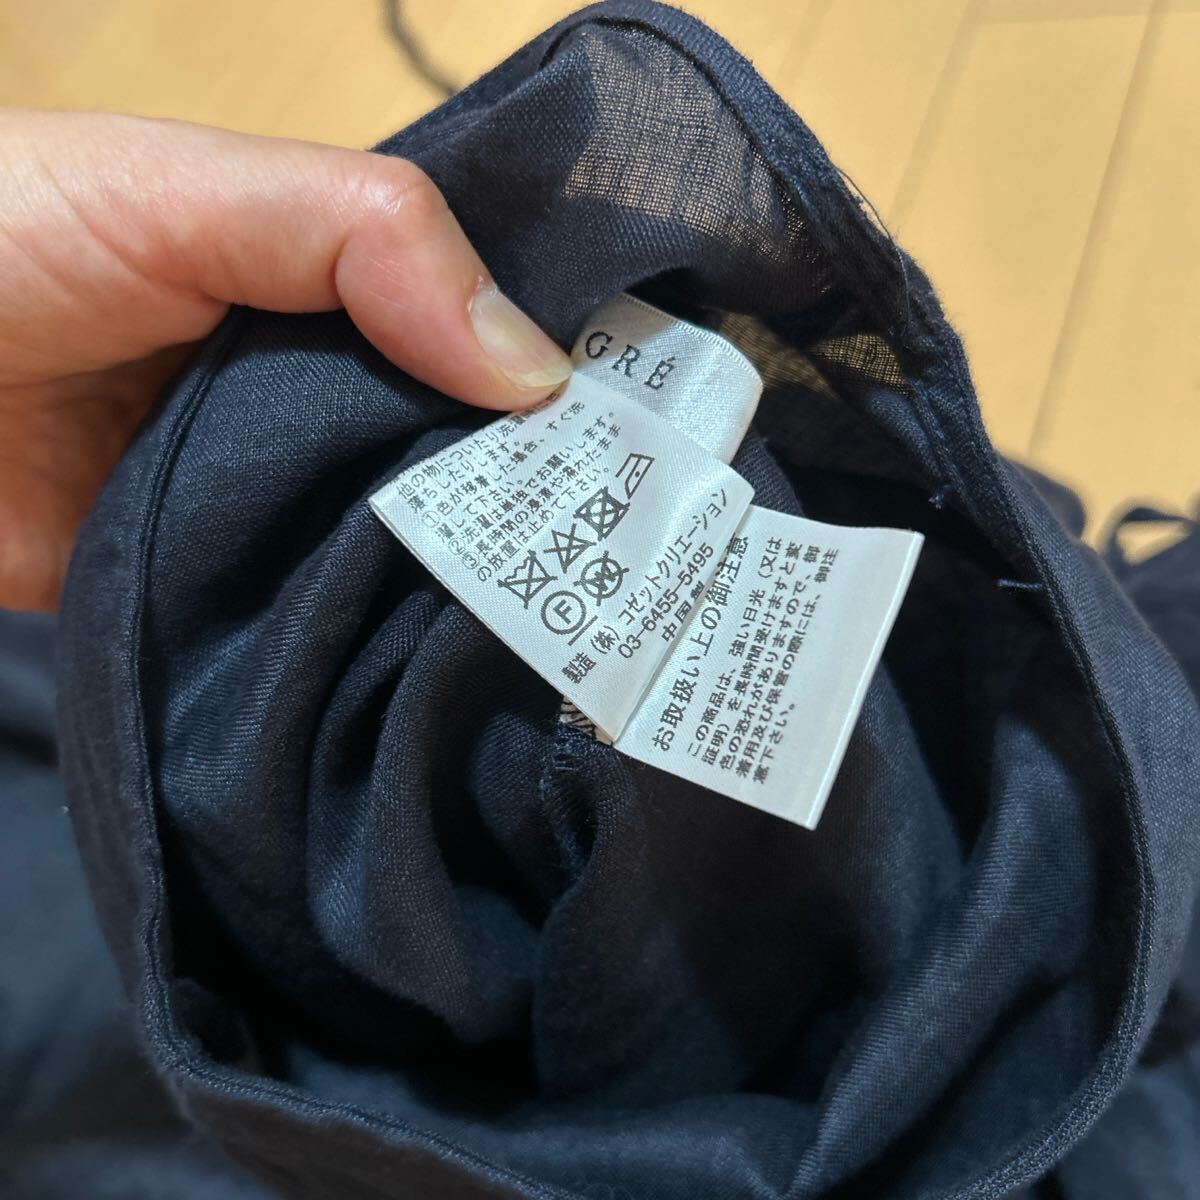 GRÉ
他の物についたり洗濯
落ちしたりします。
①色が移着した場合、すぐ洗
濯して下さい。
②洗濯は単独でお願いします。
③長時間の浸漬や濡れたまま
の放置は止めて下さい。
F
W
製造 (株) コゼットクリエーション
03-6455-5495
中国製
お取扱い上の御注意
この商品は、強い日光(又は
証明)を長時間受けますと変
色の恐れがありますので、御
着用及び保管の際には、御注
意下さい。